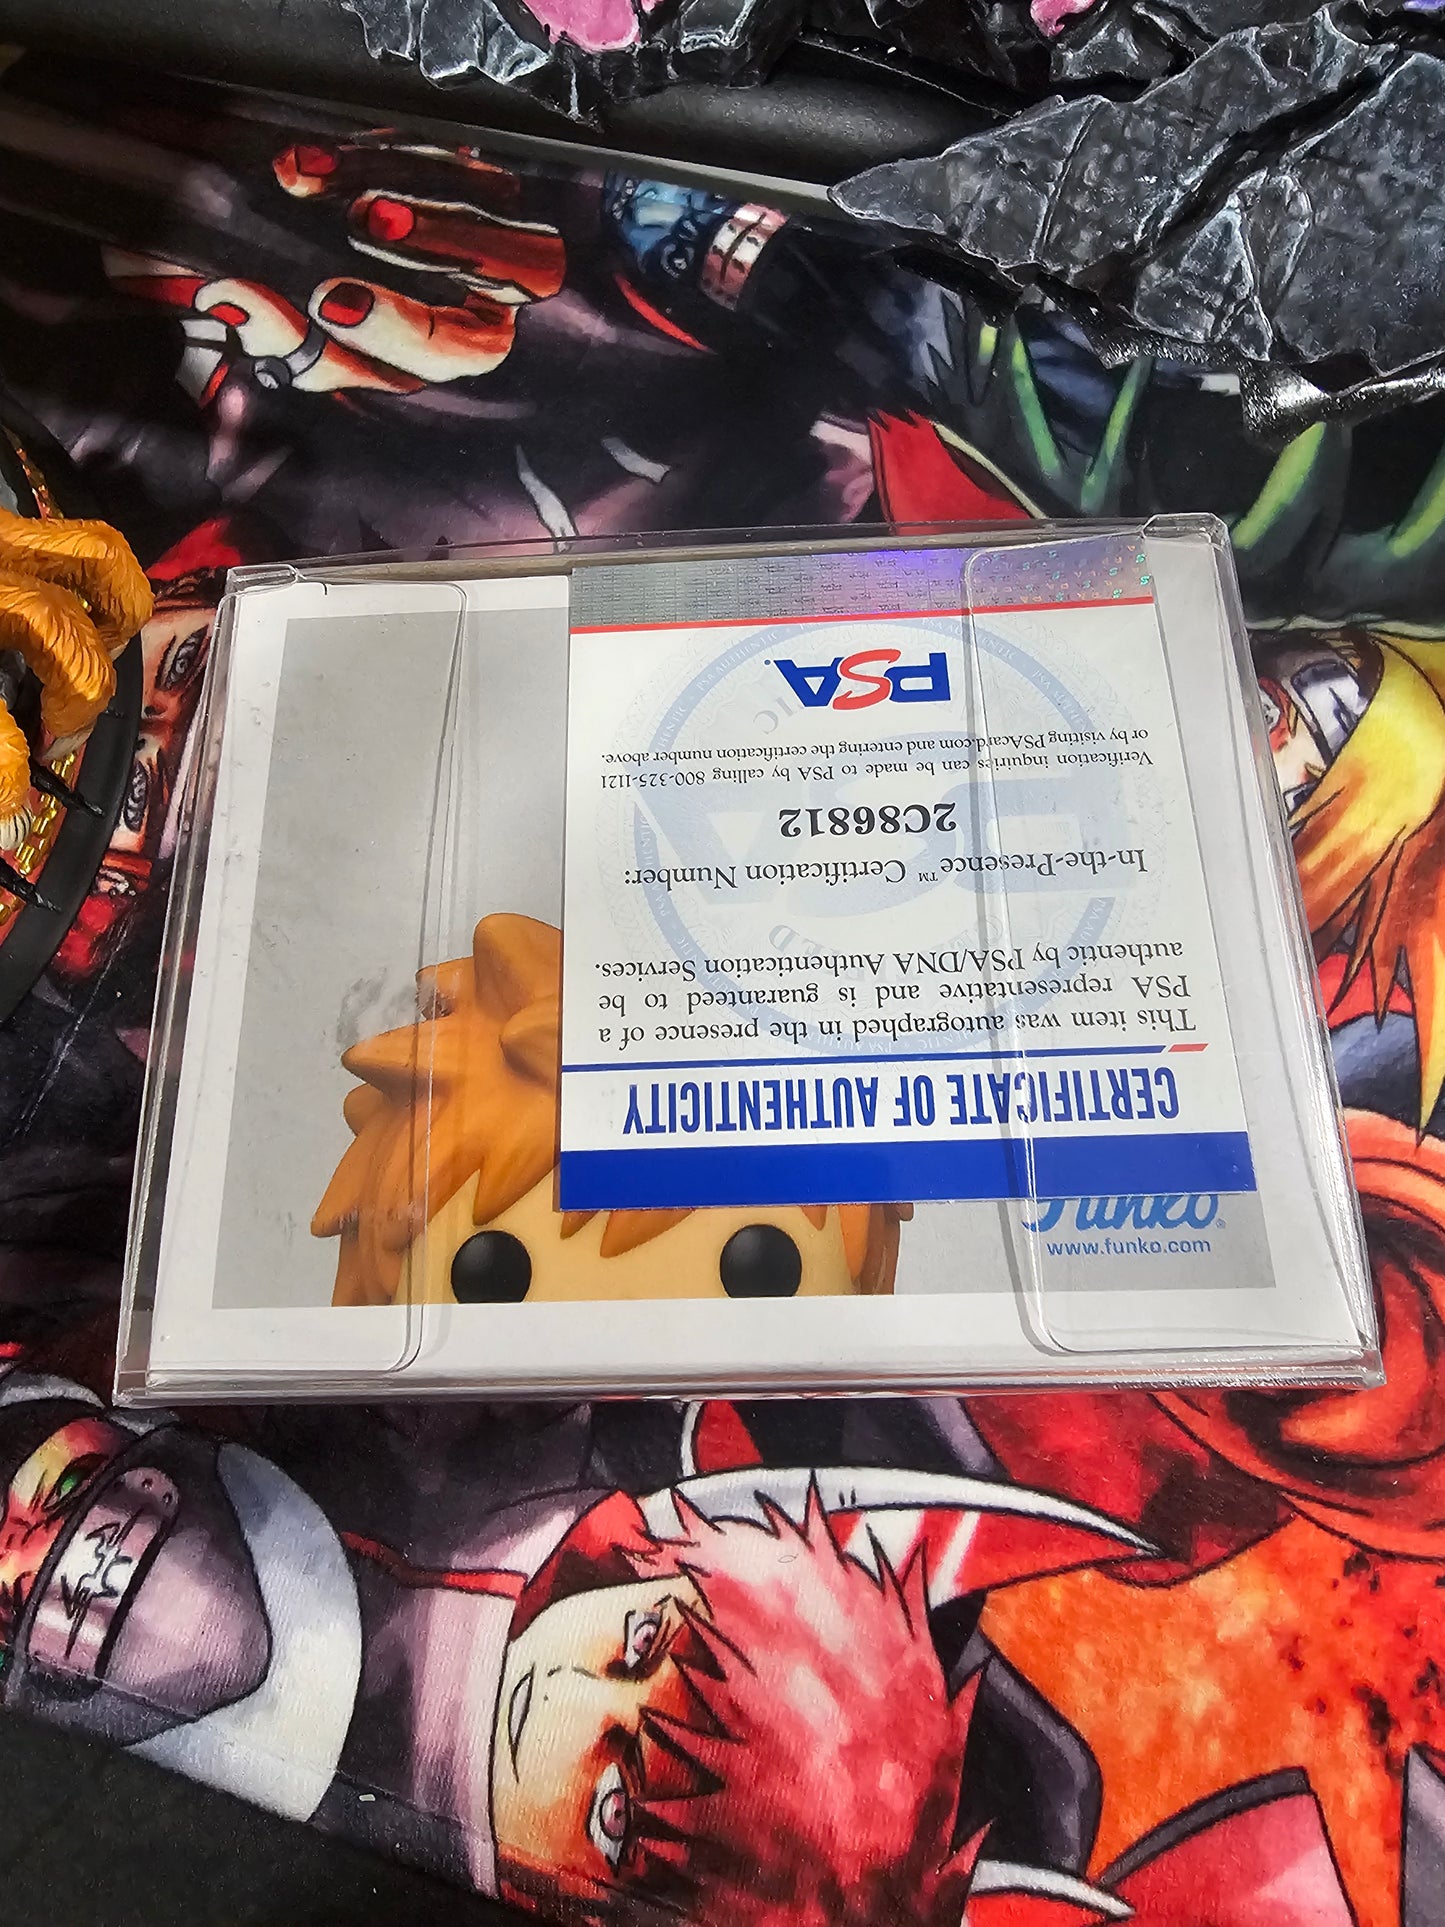 CERTIFICATE OF AUTHENTICITY
This item was autographed in the presence of a
PSA representative and is guaranteed to be
authentic by PSA/DNA Authentication Services.
In-the-Presence™ Certification Number:
2C86812
Verification inquiries can be made to PSA by calling 800-325-1121
or by visiting PSAcard.com and entering the certification number above.
PSA
Funko
www.funko.com